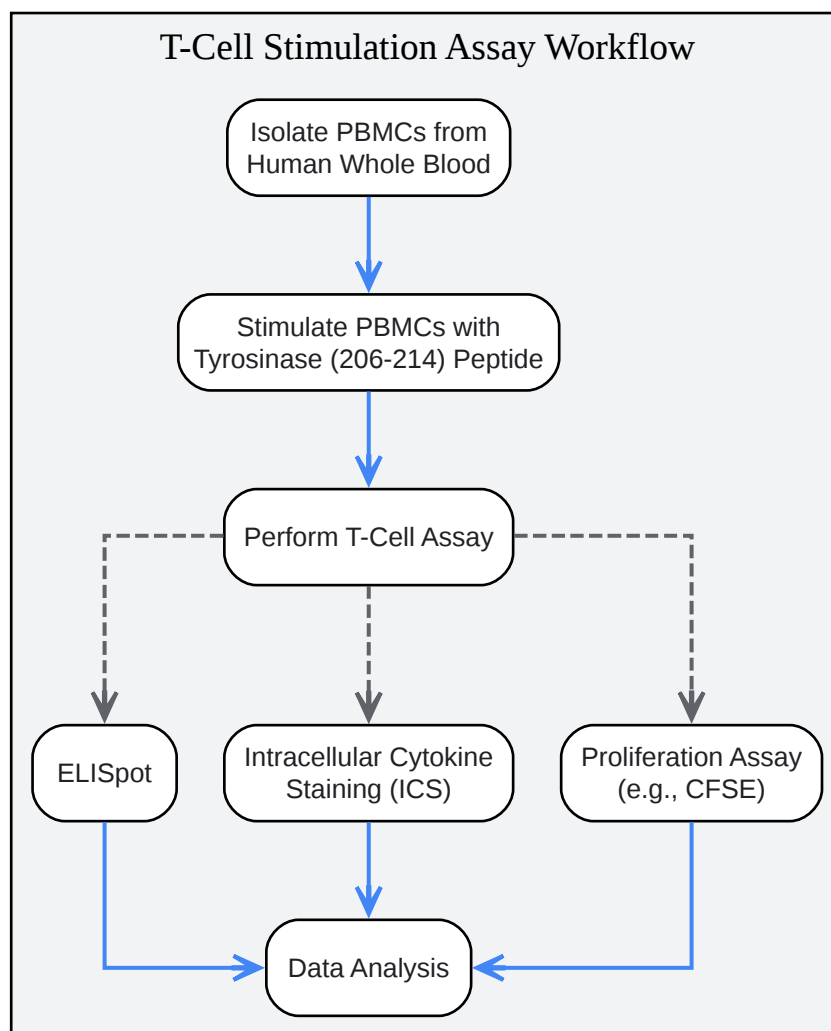 T-Cell Stimulation Assay Workflow
Isolate PBMCs from
Human Whole Blood
Stimulate PBMCs with
Tyrosinase (206-214) Peptide
Perform T-Cell Assay
ELISpot
Intracellular Cytokine
Staining (ICS)
Proliferation Assay
(e.g., CFSE)
Data Analysis